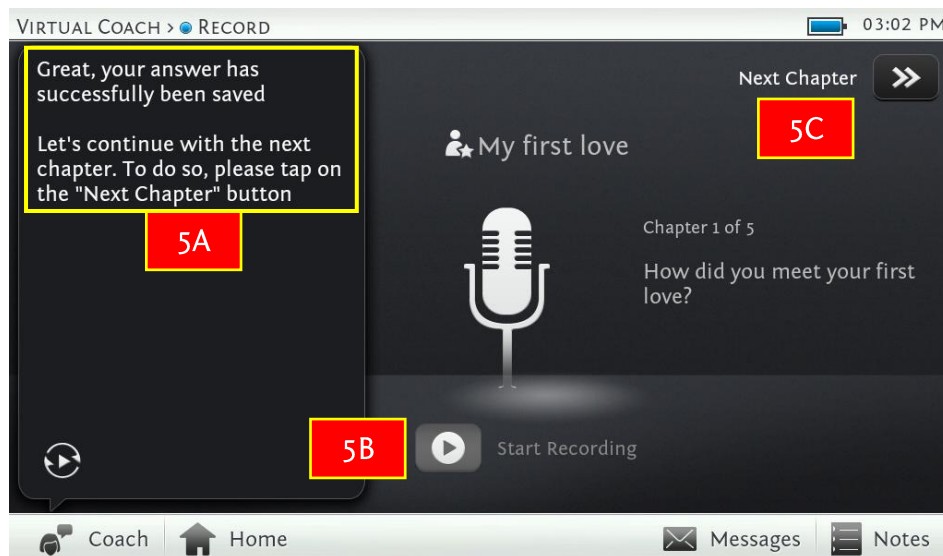 VIRTUAL COACH > RECORD
03:02 PM
Great, your answer has
successfully been saved
Let's continue with the next
chapter. To do so, please tap on
the "Next Chapter" button
5A
Next Chapter
5C
My first love
Chapter 1 of 5
How did you meet your first
love?
5B
Start Recording
Coach
Home
Messages
Notes